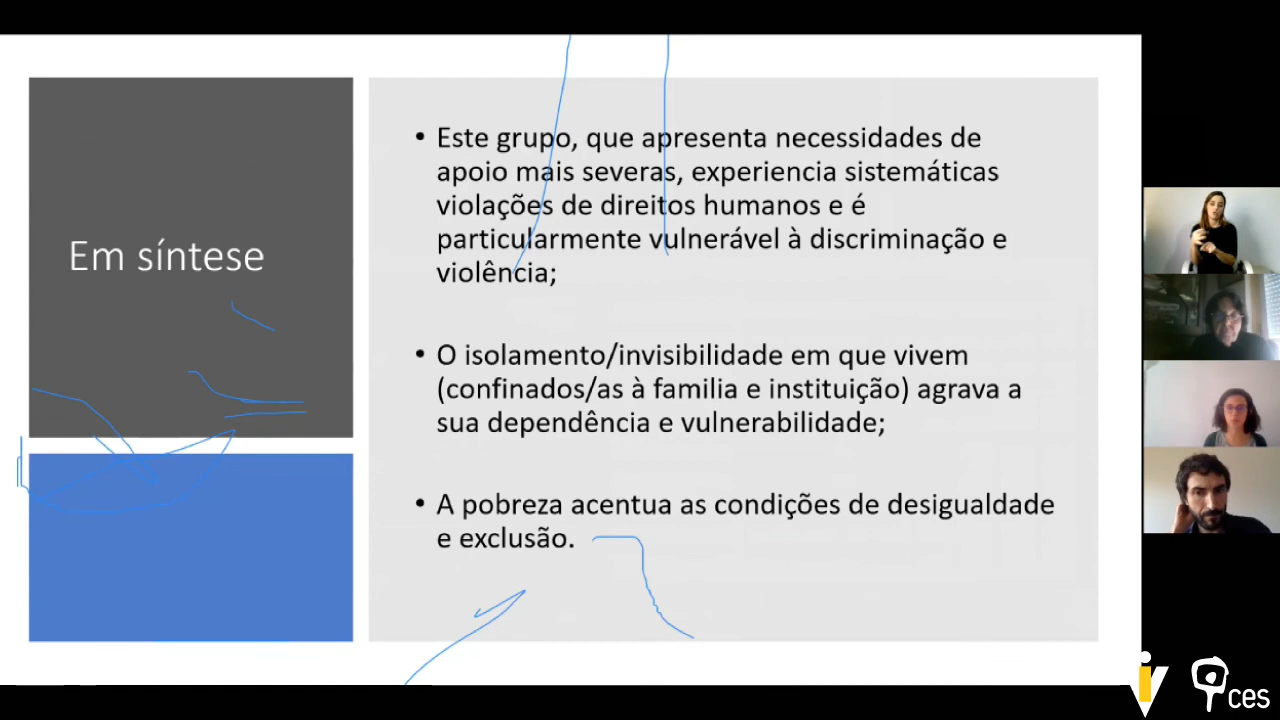 Em síntese
• Este grupo, que apresenta necessidades de
apoio mais severas, experiencia sistemáticas
violações de direitos humanos e é
particularmente vulnerável à discriminação e
violência;
• O isolamento/invisibilidade em que vivem
(confinados/as à familia e instituição) agrava a
sua dependência e vulnerabilidade;
• A pobreza acentua as condições de desigualdade
e exclusão.
iv
ces